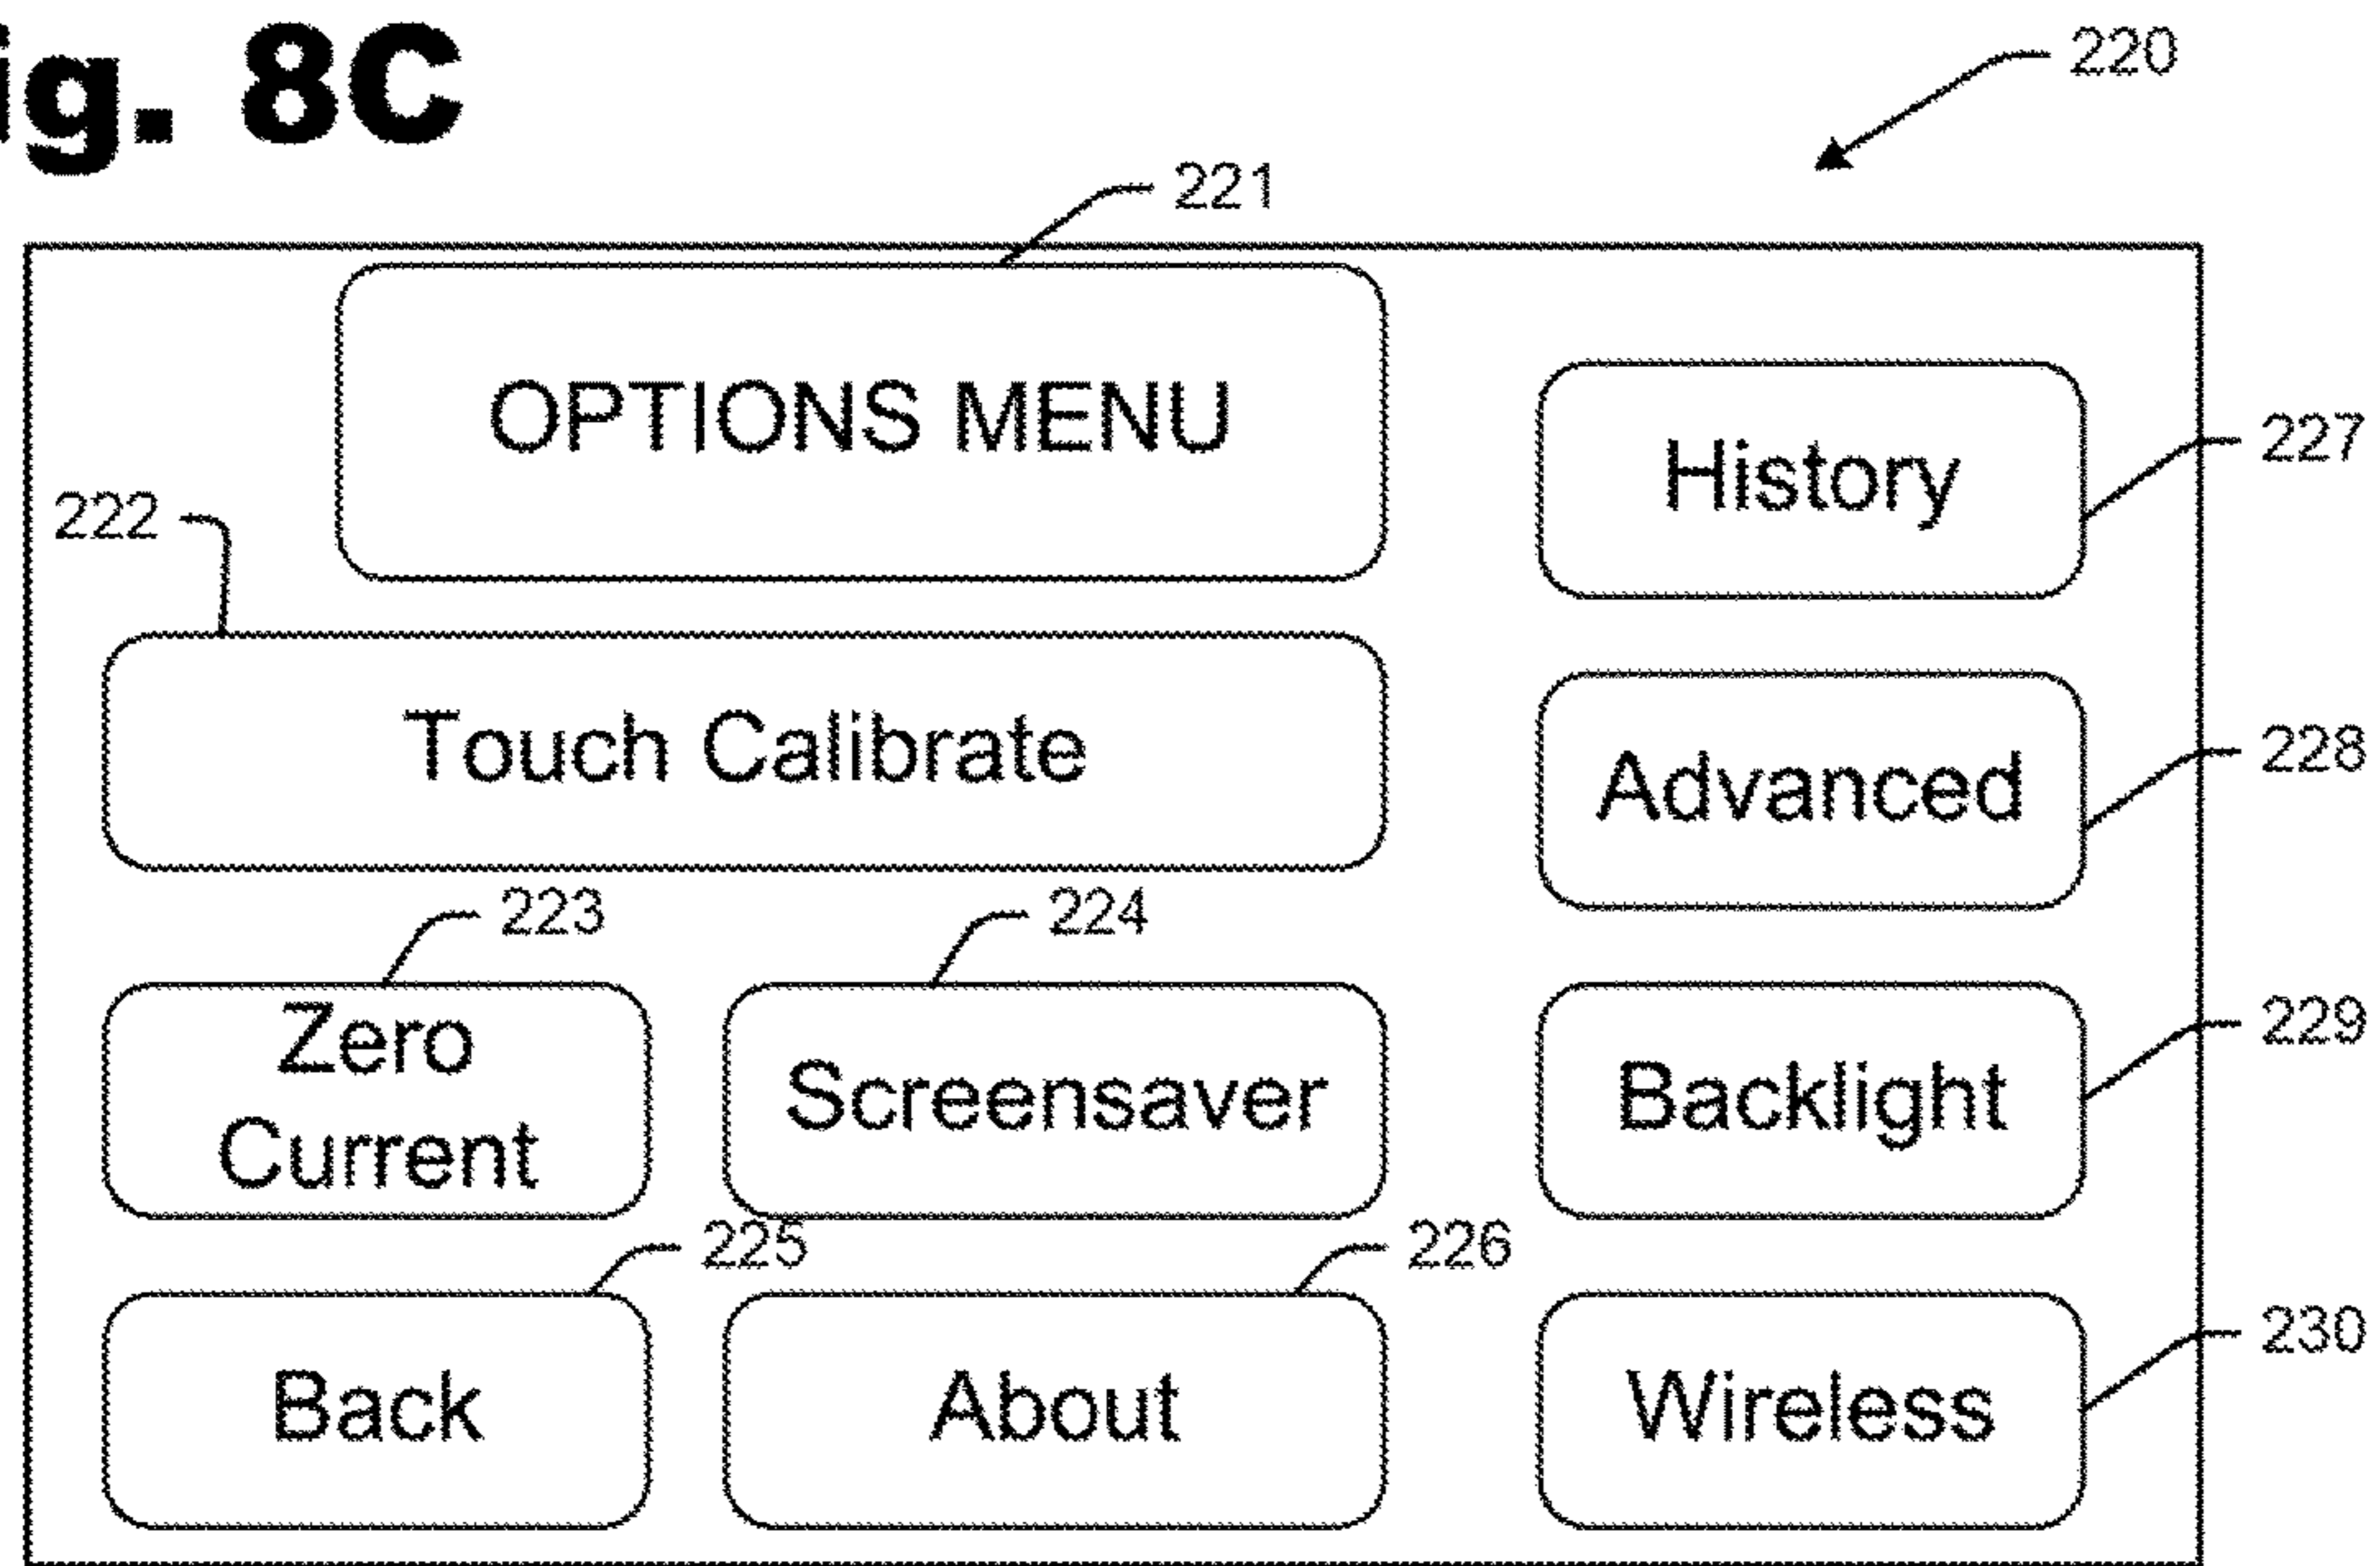 ig. 8C
220
221
OPTIONS MENU
History
227
222
Touch Calibrate
Advanced
228
223
224
Zero
Current
Screensaver
Backlight
229
225
226
Back
About
Wireless
230